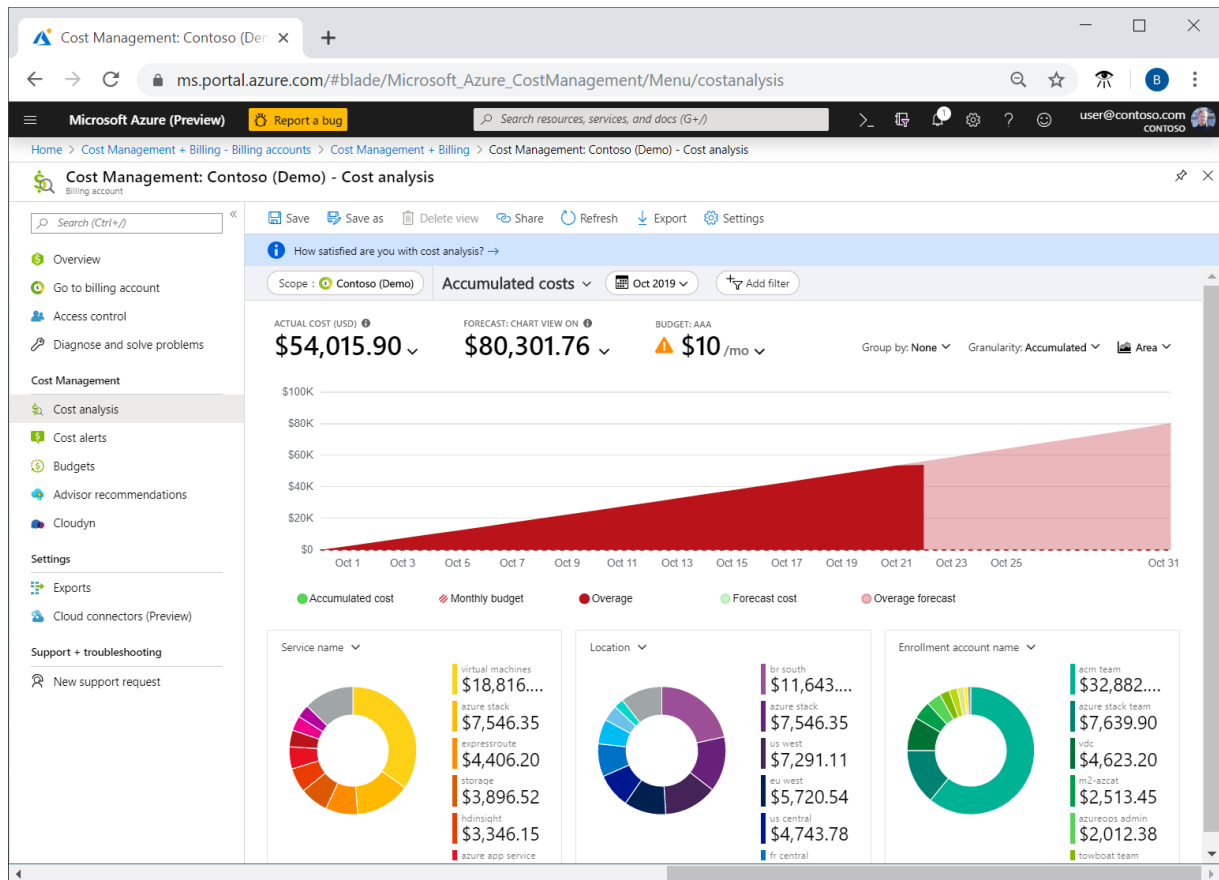 Cost Management: Contoso (Den
ms.portal.azure.com/#blade/Microsoft_Azure_CostManagement/Menu/costanalysis
B
Microsoft Azure (Preview)
Report a bug
Search resources, services, and docs (G+/)
1
user@contoso.com
CONTOSO
Home > Cost Management + Billing - Billing accounts > Cost Management + Billing > Cost Management: Contoso (Demo) - Cost analysis
Cost Management: Contoso (Demo) - Cost analysis
Billing account
Search (Ctrl+/)
Overview
Go to billing account
Access control
Diagnose and solve problems
Cost Management
Cost analysis
Cost alerts
Budgets
Advisor recommendations
Cloudyn
Settings
Exports
Cloud connectors (Preview)
Support + troubleshooting
New support request
Save Save as Delete view Share Refresh Export Settings
How satisfied are you with cost analysis? →
Scope : Contoso (Demo) Accumulated costs Oct 2019 Add filter
ACTUAL COST (USD) FORECAST: CHART VIEW ON BUDGET: AAA
$54,015.90 $80,301.76 $10 /mo
Group by: None Granularity: Accumulated Area
$100K
$80K
$60K
$40K
$20K
$0
Oct 1 Oct 3 Oct 5 Oct 7 Oct 9 Oct 11 Oct 13 Oct 15 Oct 17 Oct 19 Oct 21 Oct 23 Oct 25 Oct 31
Accumulated cost Monthly budget Overage Forecast cost Overage forecast
Service name
virtual machines
$18,816....
azure stack
$7,546.35
expressroute
$4,406.20
storage
$3,896.52
hdinsight
$3,346.15
azure app service
Location
br south
$11,643....
azure stack
$7,546.35
us west
$7,291.11
eu west
$5,720.54
us central
$4,743.78
fr central
Enrollment account name
acm team
$32,882....
azure stack team
$7,639.90
vdc
$4,623.20
m2-azcat
$2,513.45
azureops admin
$2,012.38
towboat team